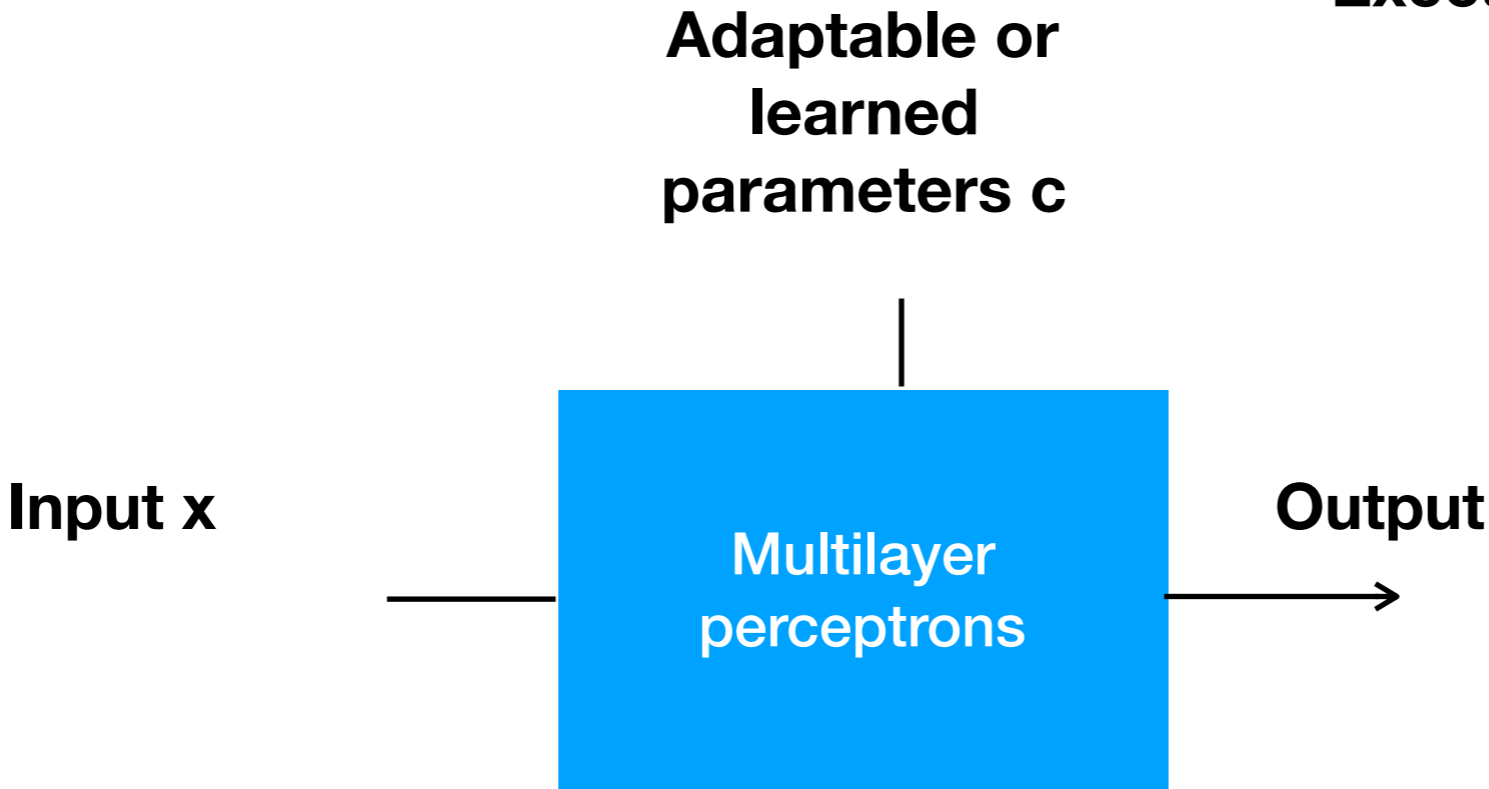 Adaptable or
learned
parameters c
Input x
Multilayer
perceptrons
Output